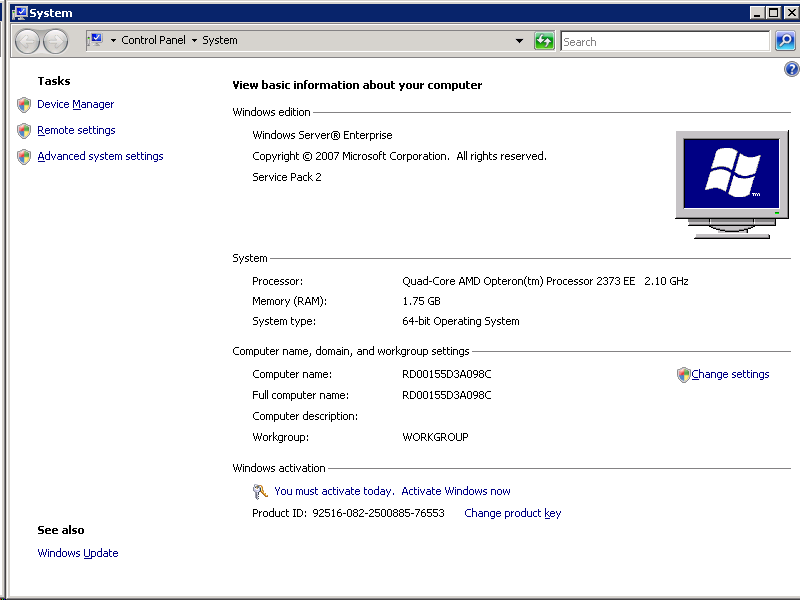 System
Control Panel
System
Search
Tasks
Device Manager
Remote settings
Advanced system settings
See also
Windows Update
View basic information about your computer
Windows edition
Windows Server® Enterprise
Copyright © 2007 Microsoft Corporation. All rights reserved.
Service Pack 2
TM
System
Processor: Quad-Core AMD Opteron(tm) Processor 2373 EE 2.10 GHz
Memory (RAM): 1.75 GB
System type: 64-bit Operating System
Computer name, domain, and workgroup settings
Computer name: RD00155D3A098C Change settings
Full computer name: RD00155D3A098C
Computer description:
Workgroup: WORKGROUP
Windows activation
You must activate today. Activate Windows now
Product ID: 92516-082-2500885-76553 Change product key